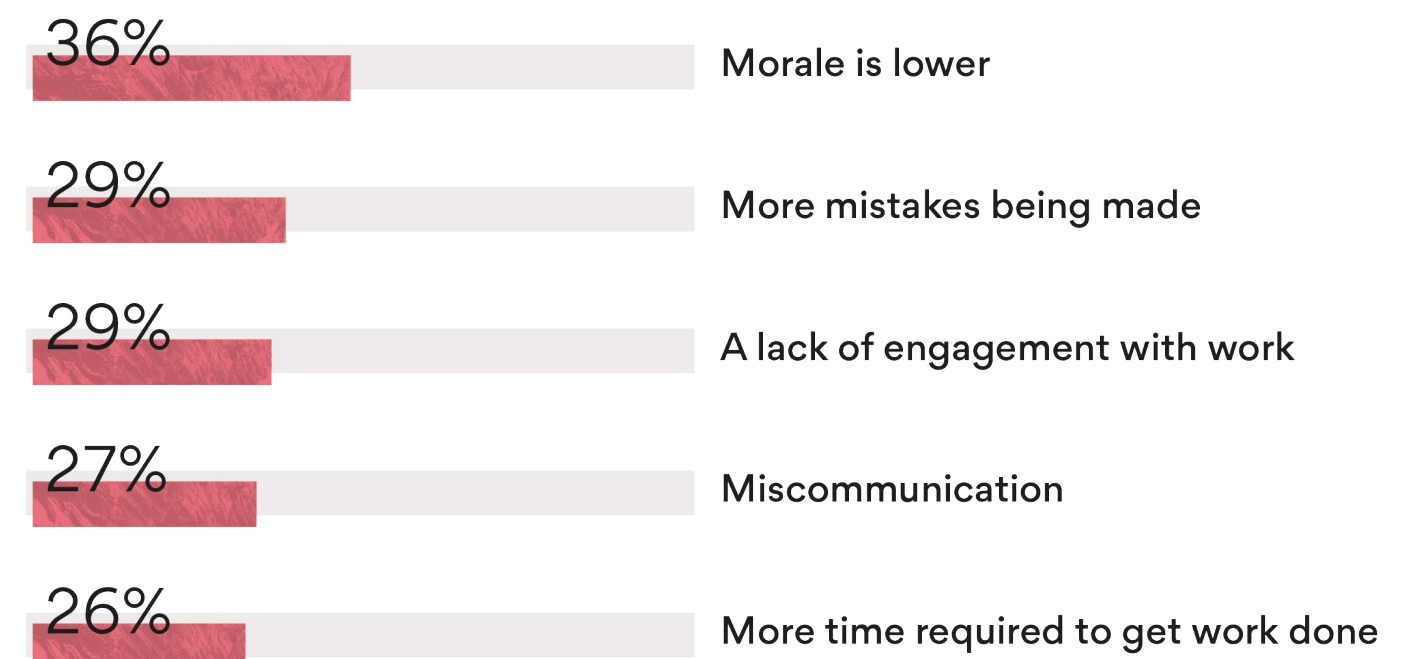 36%
Morale is lower
29%
More mistakes being made
29%
A lack of engagement with work
27%
Miscommunication
26%
More time required to get work done